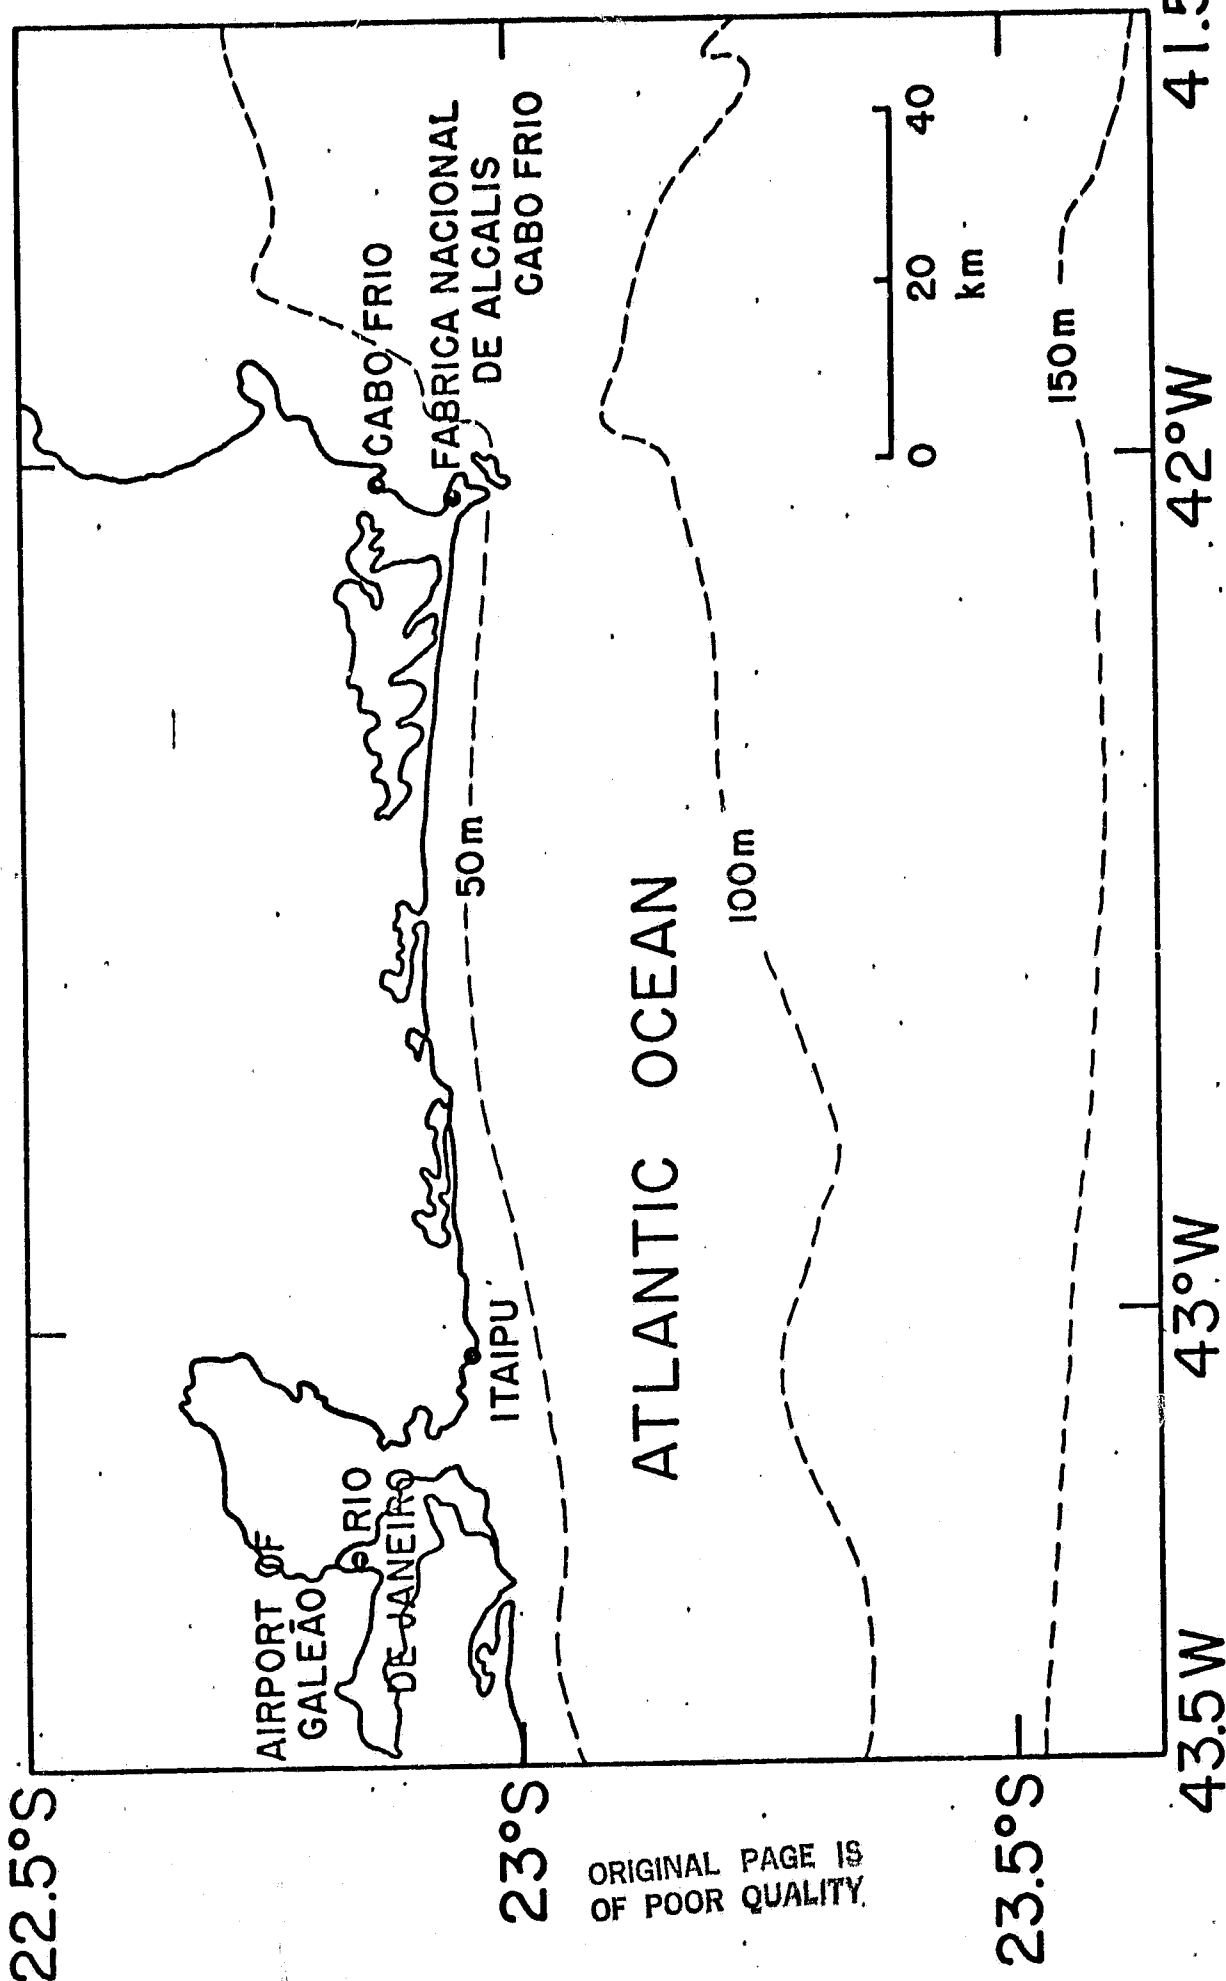 22.5°S
23°S
23.5°S
AIRPORT OF
GALEÃO
RIO
DE JANEIRO
ITAIPU
CABO FRIO
FABRICA NACIONAL
DE ALCALIS
CABO FRIO
50m
ATLANTIC OCEAN
100m
150m
0 20 40
km
43.5W
43°W
42°W
41.5
ORIGINAL PAGE IS
OF POOR QUALITY